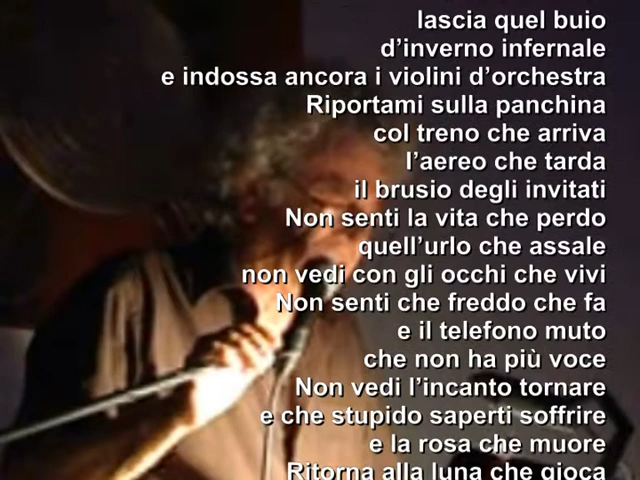 lascia quel buio
d’inverno infernale
e indossa ancora i violini d’orchestra
Riportami sulla panchina
col treno che arriva
l’aereo che tarda
il brusio degli invitati
Non senti la vita che perdo
quell’urlo che assale
non vedi con gli occhi che vivi
Non senti che freddo che fa
e il telefono muto
che non ha più voce
Non vedi l’incanto tornare
e che stupido saperti soffrire
e la rosa che muore
Ritorna alla luna che gioca